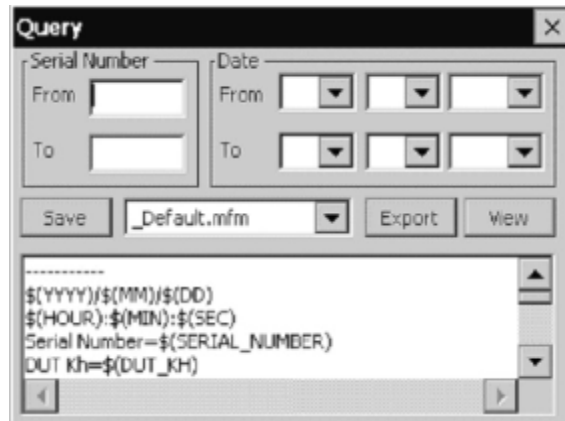 Query
Serial Number
Date
From
From
To
To
Save
_Default.mfm
Export
View
-----------
$(YYYY)/$(MM)/$(DD)
$(HOUR):$(MIN):$(SEC)
Serial Number=$(SERIAL_NUMBER)
DUT Kh=$(DUT_KH)